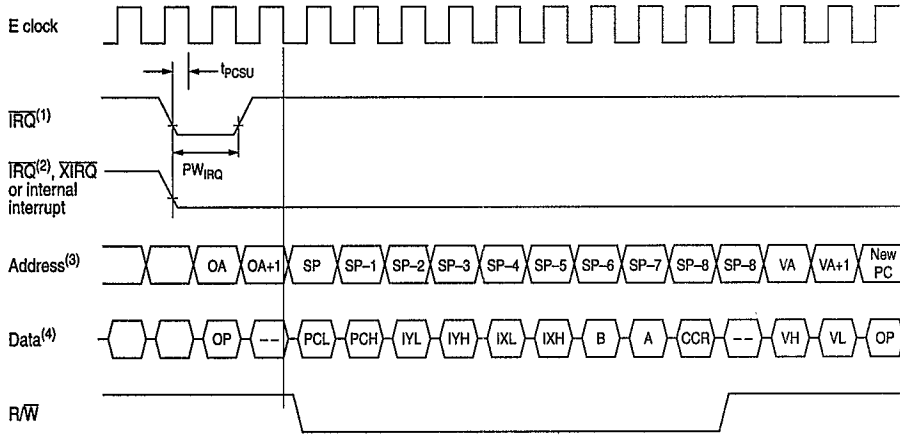 E clock
tPCSU
IRQ(1)
PWIRQ
IRQ(2), XIRQ
or internal
interrupt
Address(3) OA OA+1 SP SP–1 SP–2 SP–3 SP–4 SP–5 SP–6 SP–7 SP–8 SP–8 VA VA+1 New PC
Data(4) OP –– PCL PCH IYL IYH IXL IXH B A CCR –– VH VL OP
R/W